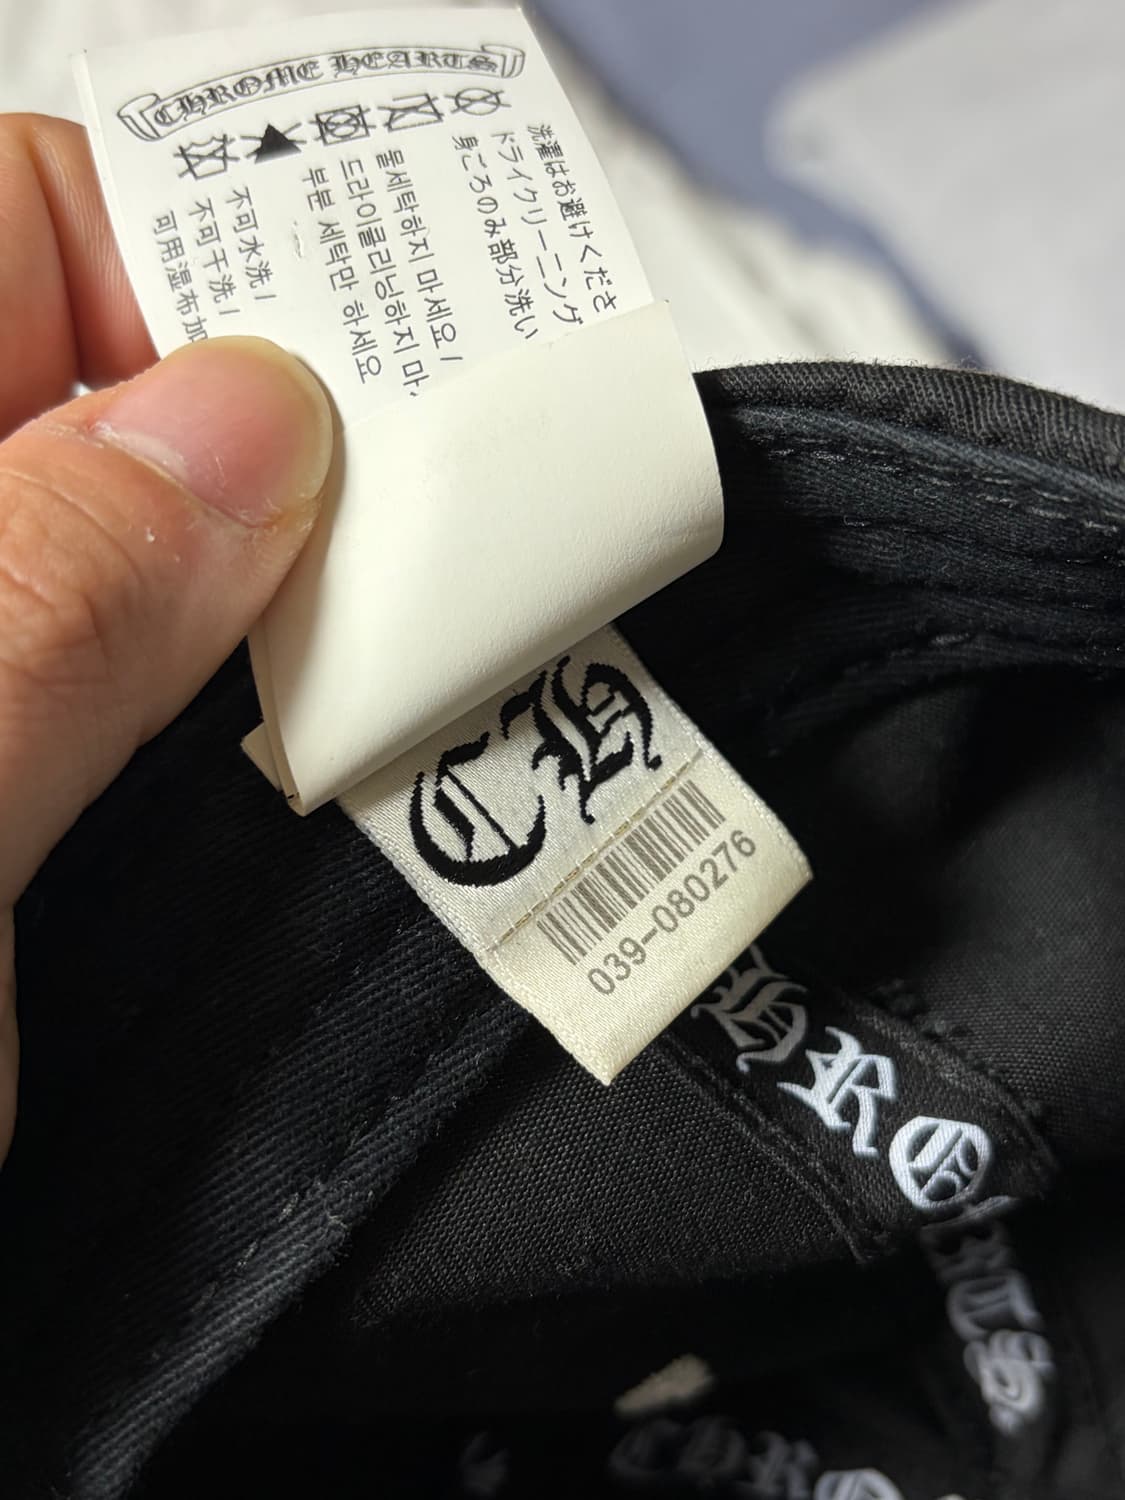 CHROME HEARTS
洗濯はお避けくださ
ドライクリーニング
身ごろのみ部分洗い
물세탁하지 마세요 /
드라이클리닝하지 마
부분 세탁만 하세요
不可水洗 /
不可干洗 /
可用湿布加
CH
039-080276
HROME
HEARTS
CHRO